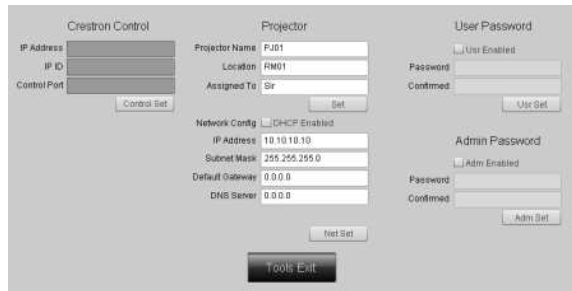 Crestron Control
IP Address
IP ID
Control Port
Control Set
Projector
Projector Name PJ01
Location RM01
Assigned To Sir
Set
Network Config DHCP Enabled
IP Address 10.10.10.10
Subnet Mask 255.255.255.0
Default Gateway 0.0.0.0
DNS Server 0.0.0.0
Net Set
User Password
Usr Enabled
Password
Confirmed
Usr Set
Admin Password
Adm Enabled
Password
Confirmed
Adm Set
Tools Exit